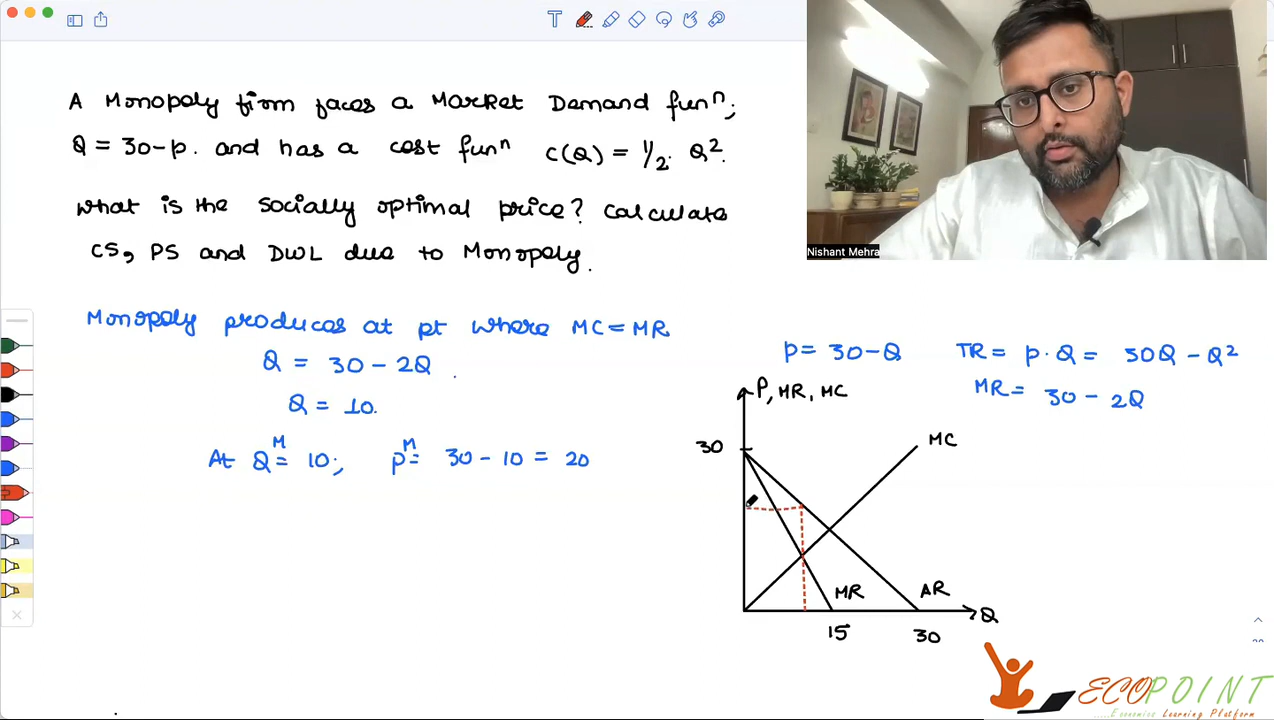 A Monopoly firm faces a Market Demand funⁿ;
Q = 30-p. and has a cost funⁿ C(Q) = 1/2. Q².
What is the socially optimal price? Calculate
CS, PS and DWL due to Monopoly.
Nishant Mehra
Monopoly produces at pt where MC = MR
Q = 30 - 2Q.
Q = 10.
At Qᴹ = 10; pᴹ = 30 - 10 = 20
p = 30 - Q TR = p·Q = 30Q - Q²
MR = 30 - 2Q
P, MR, MC
MC
30
MR
AR
Q
15
30
ECOPOINT
.....Economics Learning Platform